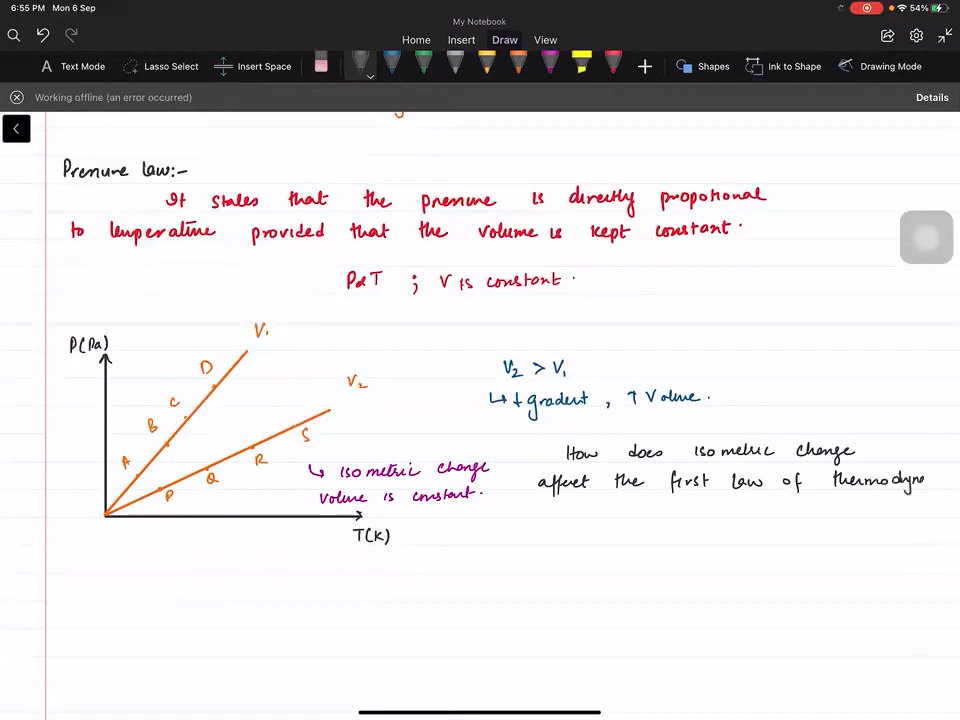 6:55 PM Mon 6 Sep
54%
My Notebook
Home Insert Draw View
Text Mode Lasso Select Insert Space Shapes Ink to Shape Drawing Mode
Working offline (an error occurred) Details
Pressure law:-
It states that the pressure is directly propotional
to temperature provided that the volume is kept constant.
PαT ; V is constant.
P(Pa)
V₁
D
C
B
A
V₂
S
R
Q
P
T(K)
V₂ > V₁
↳ ↓ gradent , ↑ Volume.
↳ isometric change
volume is constant.
How does isometric change
affect the first law of thermodyna